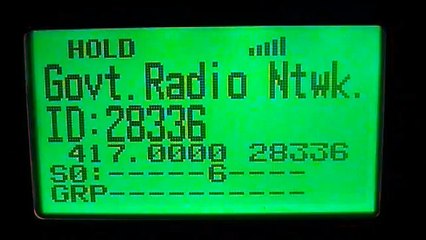 HOLD
Govt.Radio Ntwk.
ID:28336
417.0000 28336
S0:-----6----
GRP----------